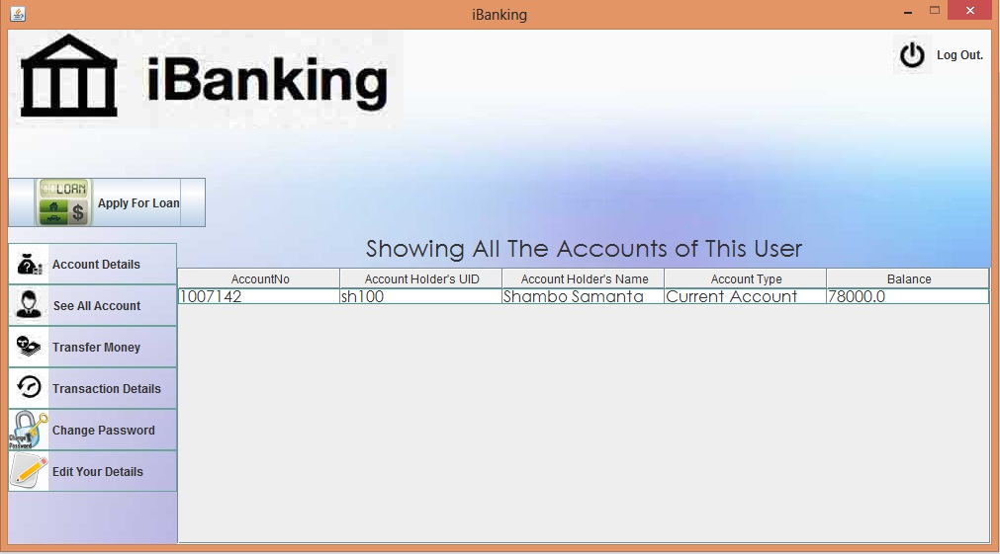 iBanking
iBanking
Log Out.
LOAN
$
Apply For Loan
Showing All The Accounts of This User
Account Details
See All Account
Transfer Money
Transaction Details
Change Password
Change Password
Edit Your Details
AccountNo Account Holder's UID Account Holder's Name Account Type Balance
1007142 sh100 Shambo Samanta Current Account 78000.0